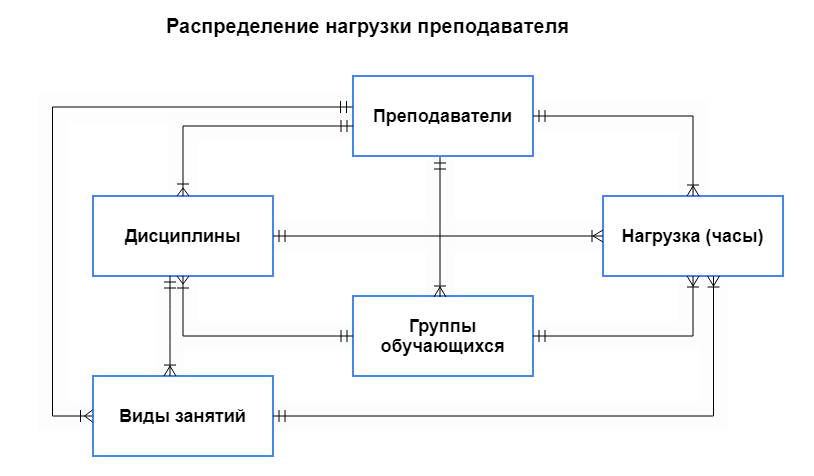 Распределение нагрузки преподавателя
Преподаватели
Дисциплины
Нагрузка (часы)
Группы
обучающихся
Виды занятий